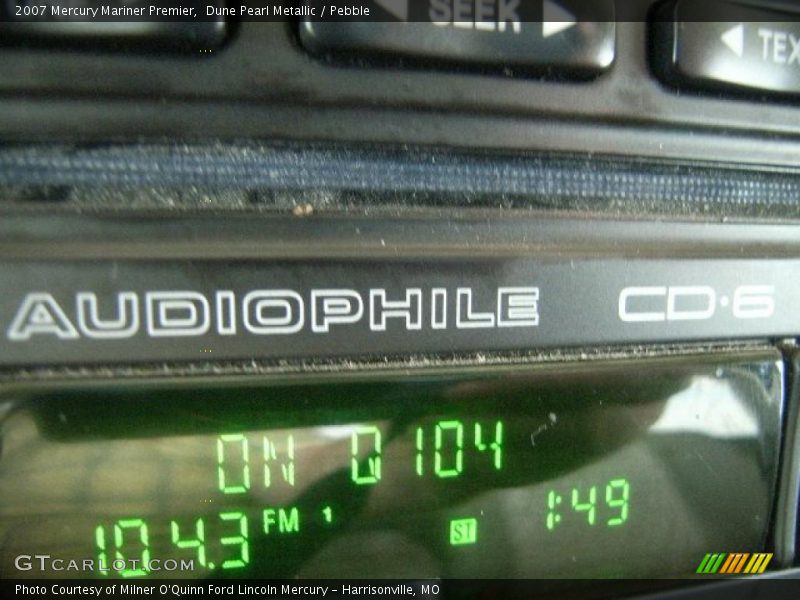 2007 Mercury Mariner Premier, Dune Pearl Metallic / Pebble
SEEK
AUDIOPHILE CD·6
ON Q104
104.3 FM 1 ST 1:49
GTCARLOT.COM
Photo Courtesy of Milner O'Quinn Ford Lincoln Mercury – Harrisonville, MO